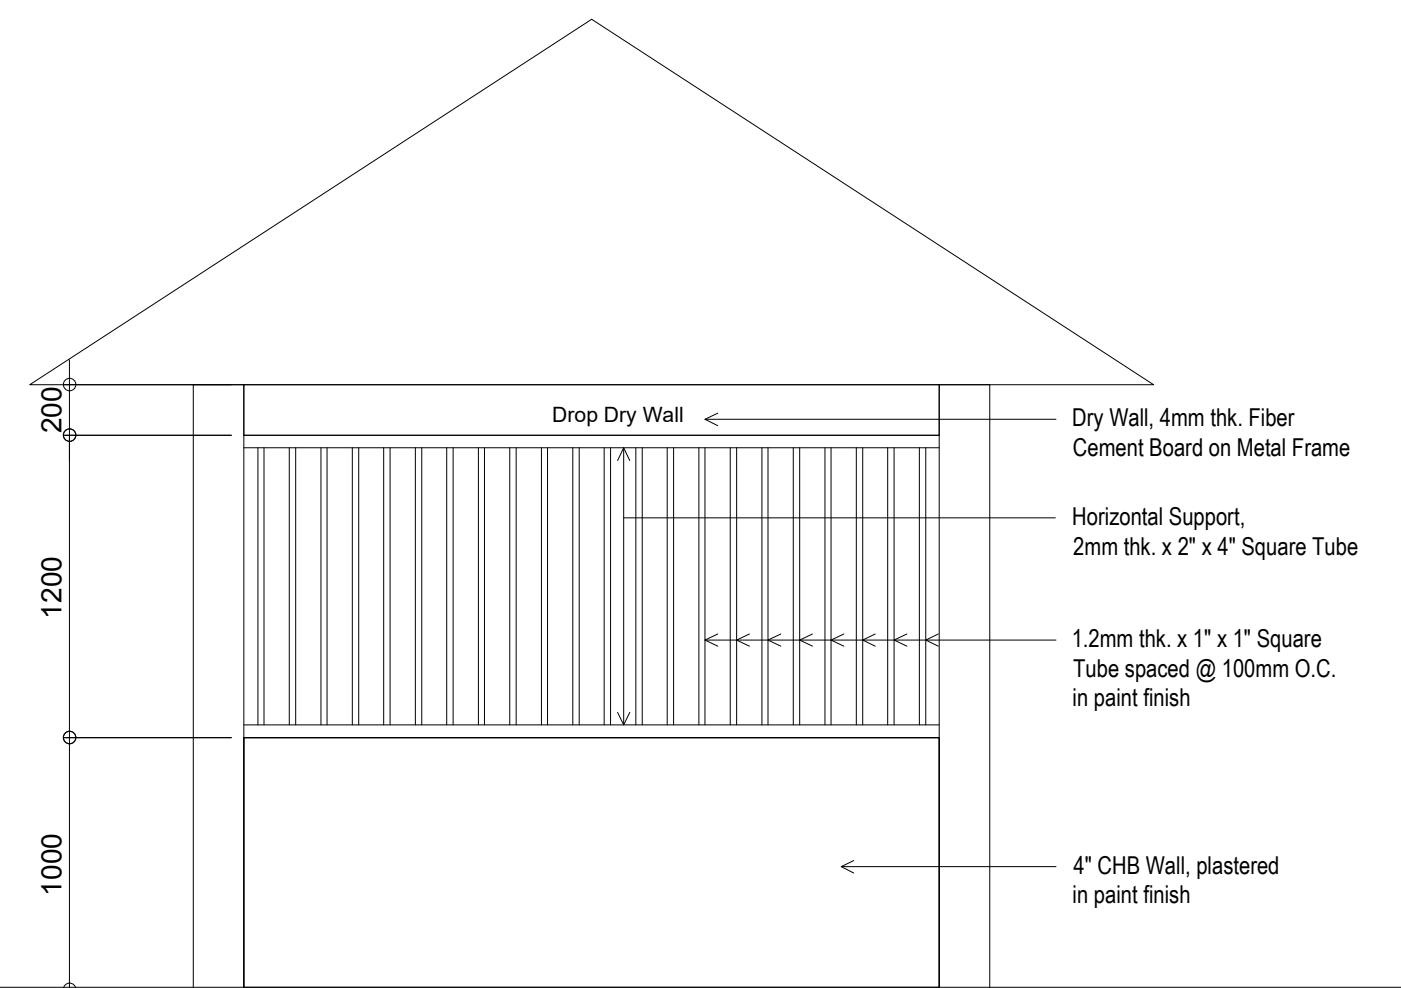 200
Drop Dry Wall
Dry Wall, 4mm thk. Fiber
Cement Board on Metal Frame
Horizontal Support,
2mm thk. x 2" x 4" Square Tube
1200
1.2mm thk. x 1" x 1" Square
Tube spaced @ 100mm O.C.
in paint finish
1000
4" CHB Wall, plastered
in paint finish